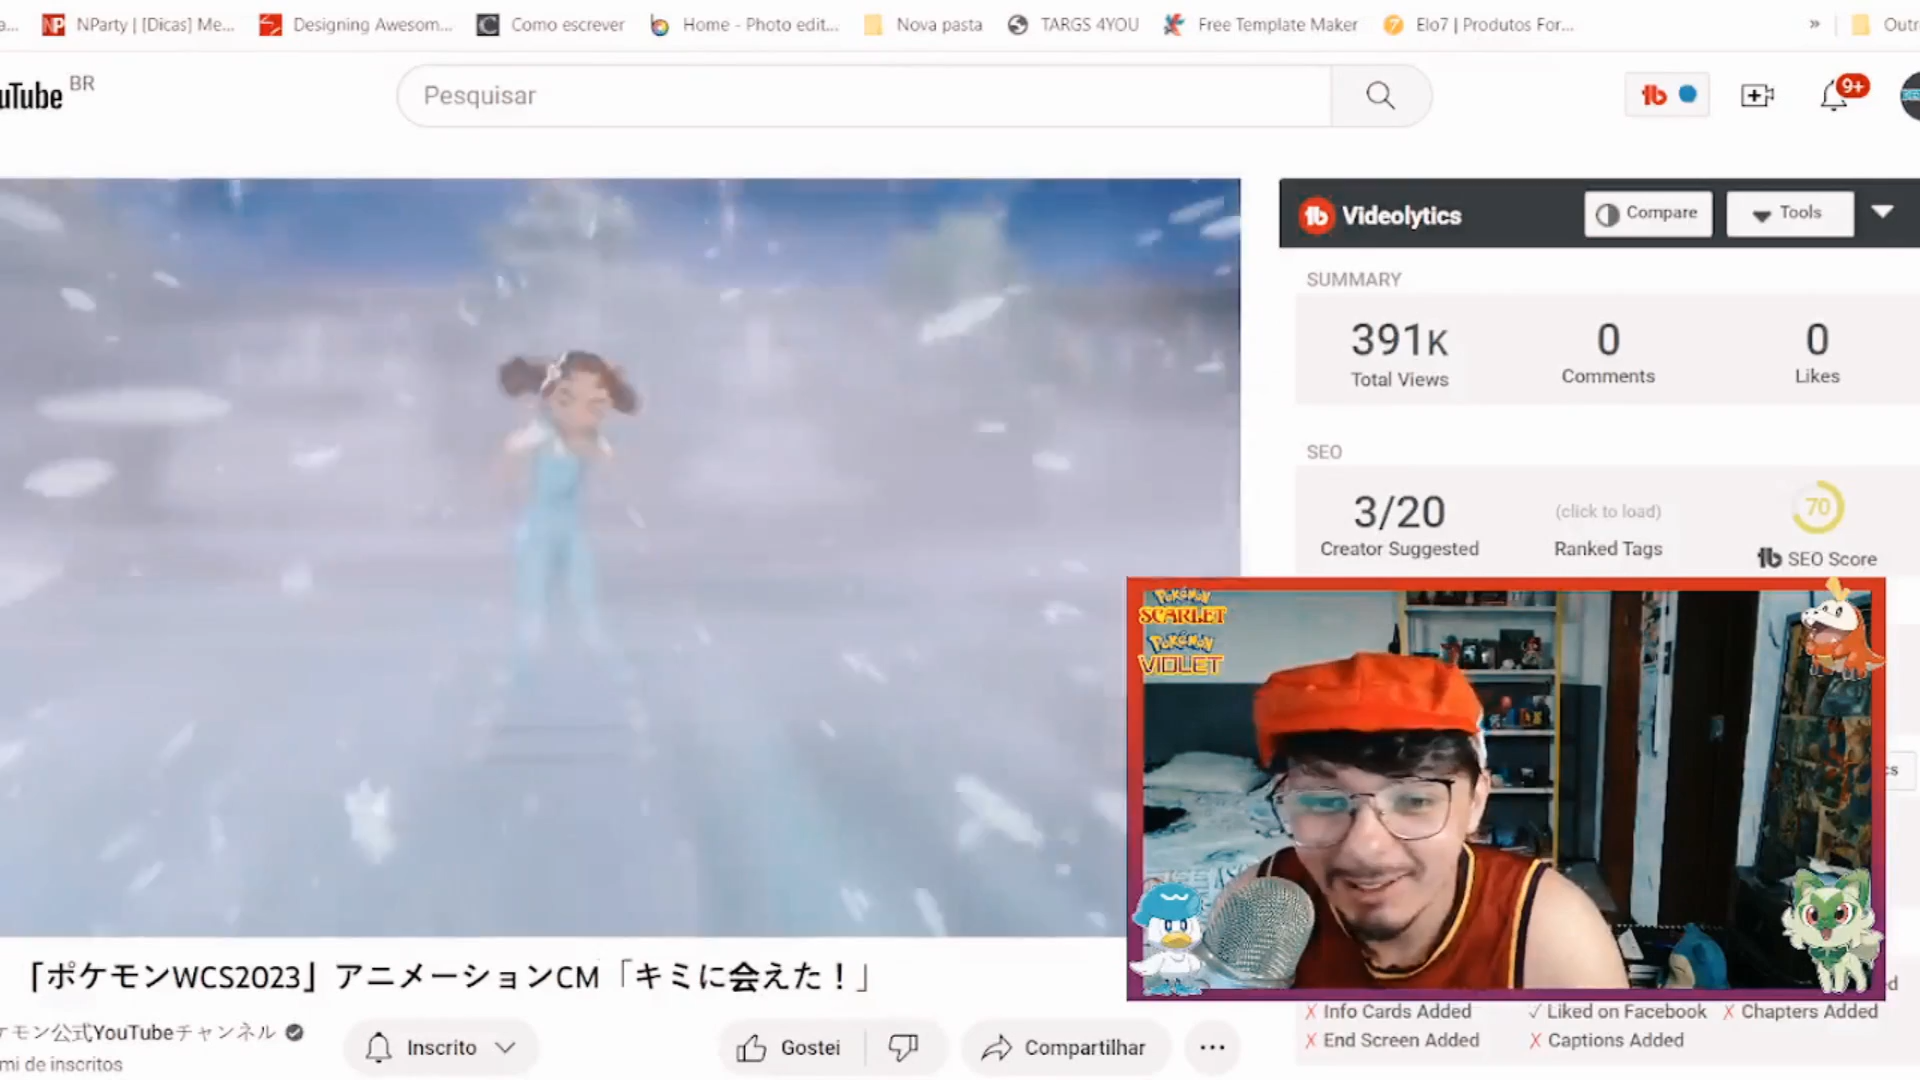 NParty | [Dicas] Me...
Designing Awesom...
Como escrever
Home - Photo edit...
Nova pasta
TARGS 4YOU
Free Template Maker
Elo7 | Produtos For...
»
Outr
uTube BR
Pesquisar
9+
Videolytics
Compare
Tools
SUMMARY
391K
0
0
Total Views
Comments
Likes
SEO
3/20
(click to load)
70
Creator Suggested
Ranked Tags
SEO Score
POKéMON
SCARLET
POKéMON
VIOLET
cs
「ポケモンWCS2023」アニメーションCM「キミに会えた！」
ケモン公式YouTubeチャンネル
mi de inscritos
Inscrito
Gostei
Compartilhar
Info Cards Added
Liked on Facebook
Chapters Added
End Screen Added
Captions Added